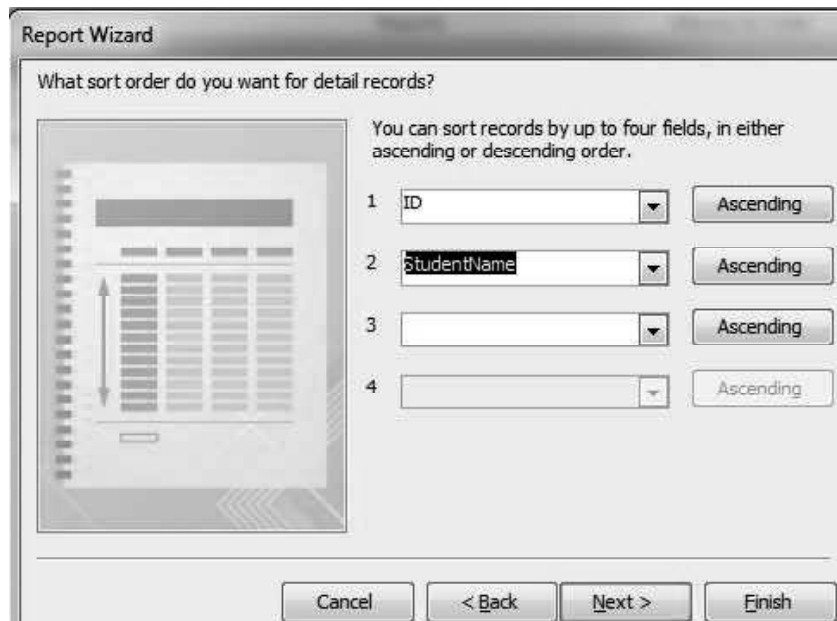 Report Wizard
What sort order do you want for detail records?
You can sort records by up to four fields, in either
ascending or descending order.
1 ID Ascending
2 StudentName Ascending
3 Ascending
4 Ascending
Cancel < Back Next > Finish